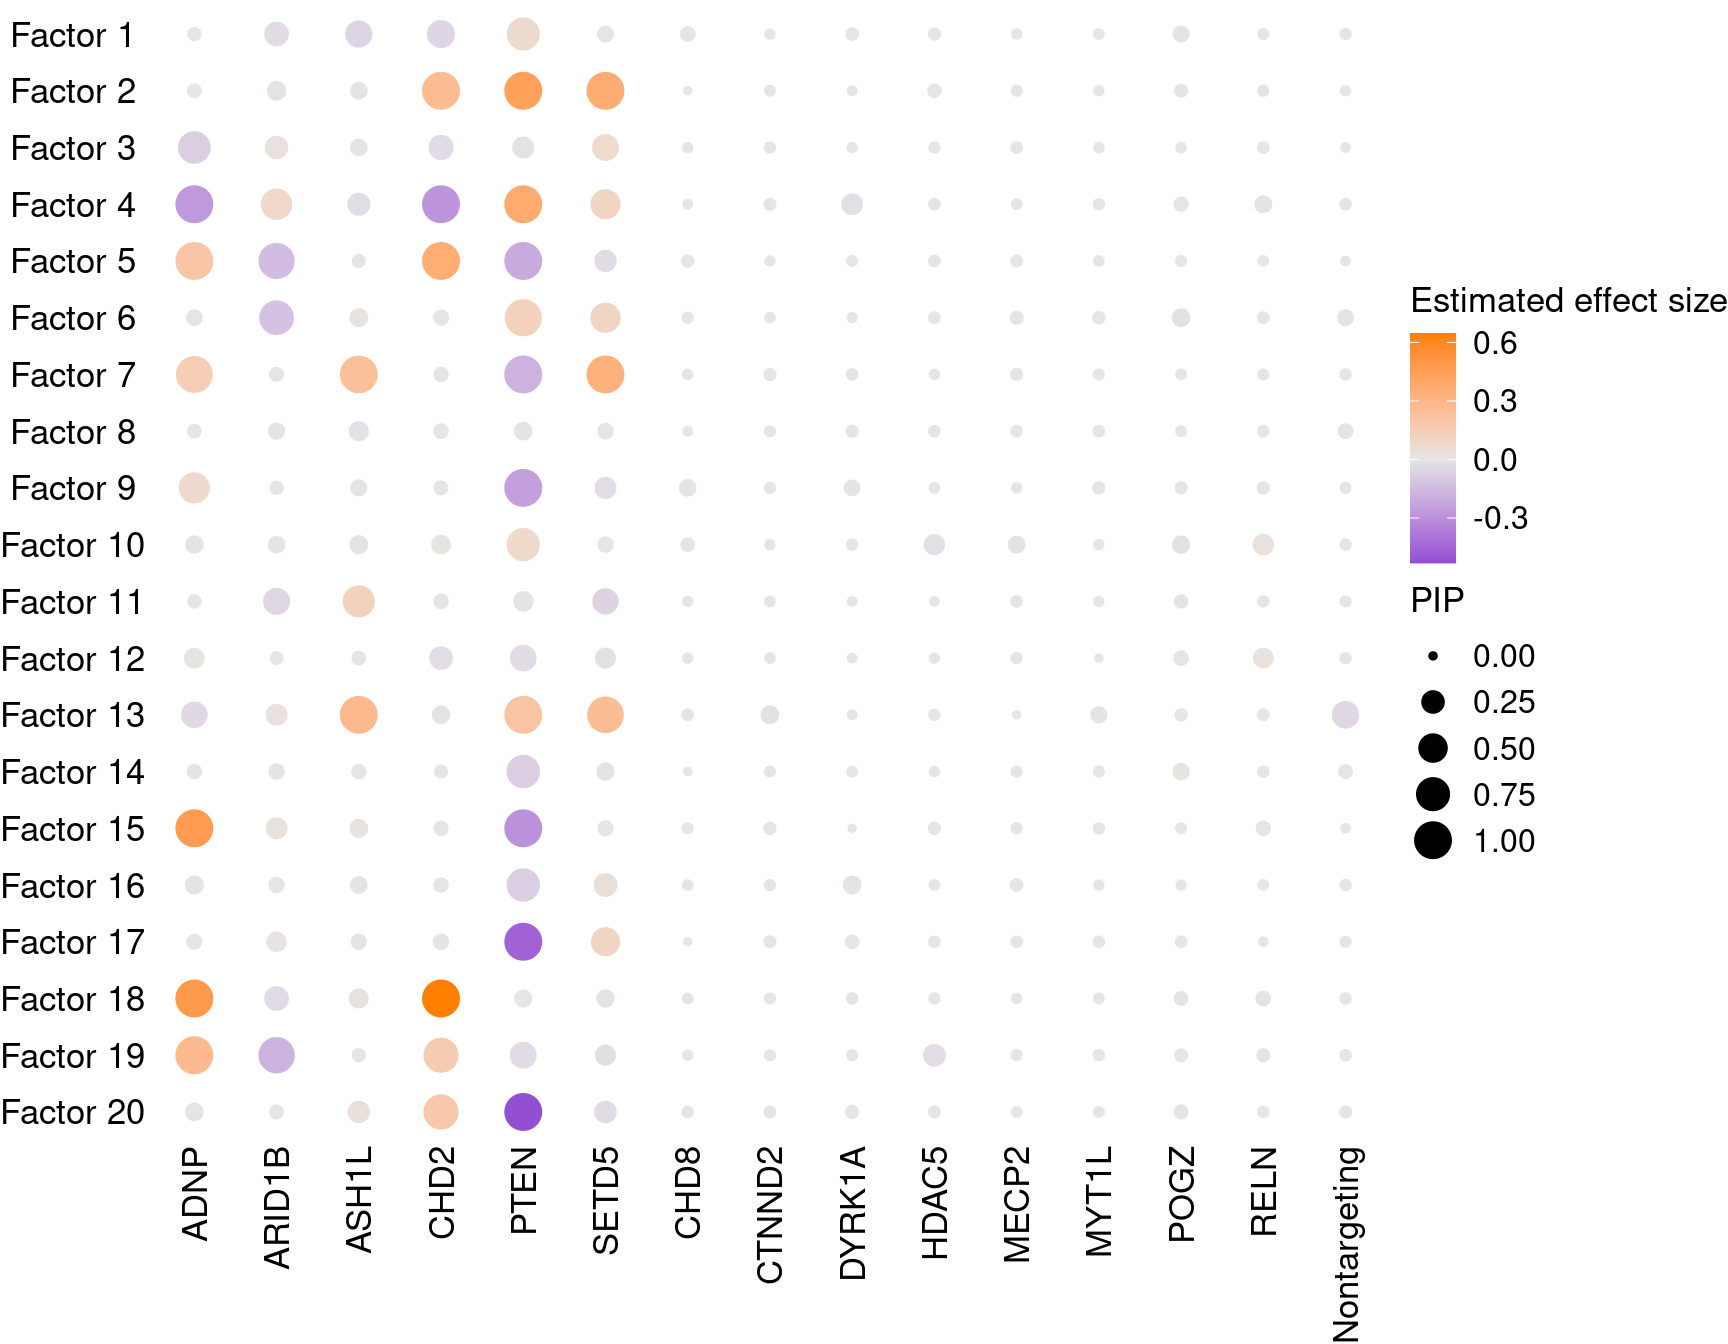 Factor 1
Factor 2
Factor 3
Factor 4
Factor 5
Factor 6
Factor 7
Factor 8
Factor 9
Factor 10
Factor 11
Factor 12
Factor 13
Factor 14
Factor 15
Factor 16
Factor 17
Factor 18
Factor 19
Factor 20
ADNP
ARID1B
ASH1L
CHD2
PTEN
SETD5
CHD8
CTNND2
DYRK1A
HDAC5
MECP2
MYT1L
POGZ
RELN
Nontargeting
Estimated effect size
0.6
0.3
0.0
-0.3
PIP
0.00
0.25
0.50
0.75
1.00